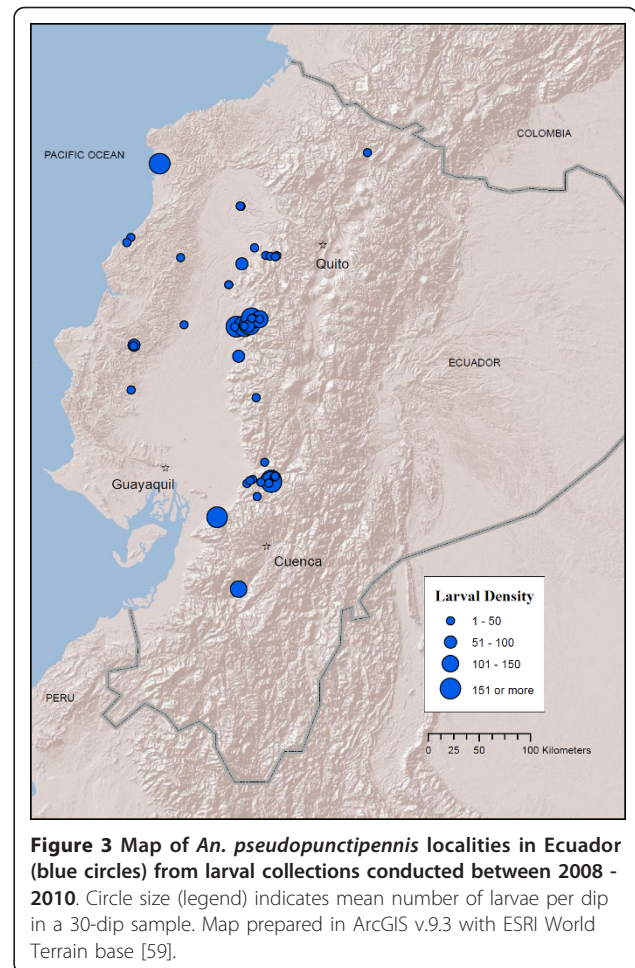 COLOMBIA
PACIFIC OCEAN
Quito
ECUADOR
Guayaquil
Cuenca
PERU
Larval Density
1 - 50
51 - 100
101 - 150
151 or more
0 25 50 100 Kilometers
Figure 3 Map of An. pseudopunctipennis localities in Ecuador
(blue circles) from larval collections conducted between 2008 -
2010. Circle size (legend) indicates mean number of larvae per dip
in a 30-dip sample. Map prepared in ArcGIS v.9.3 with ESRI World
Terrain base [59].